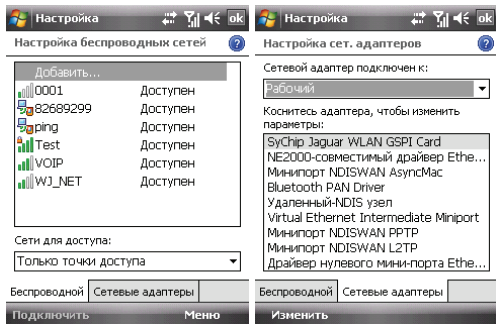 Настройка
ok
Настройка беспроводных сетей
?
Добавить...
0001 Доступен
82689299 Доступен
ping Доступен
Test Доступен
VOIP Доступен
WJ_NET Доступен
Сети для доступа:
Только точки доступа
Беспроводной Сетевые адаптеры
Подключить Меню
Настройка
ok
Настройка сет. адаптеров
?
Сетевой адаптер подключен к:
Рабочий
Коснитесь адаптера, чтобы изменить
параметры:
SyChip Jaguar WLAN GSPI Card
NE2000-совместимый драйвер Ethe...
Минипорт NDISWAN AsyncMac
Bluetooth PAN Driver
Удаленный-NDIS узел
Virtual Ethernet Intermediate Miniport
Минипорт NDISWAN PPTP
Минипорт NDISWAN L2TP
Драйвер нулевого мини-порта Ethe...
Беспроводной Сетевые адаптеры
Изменить